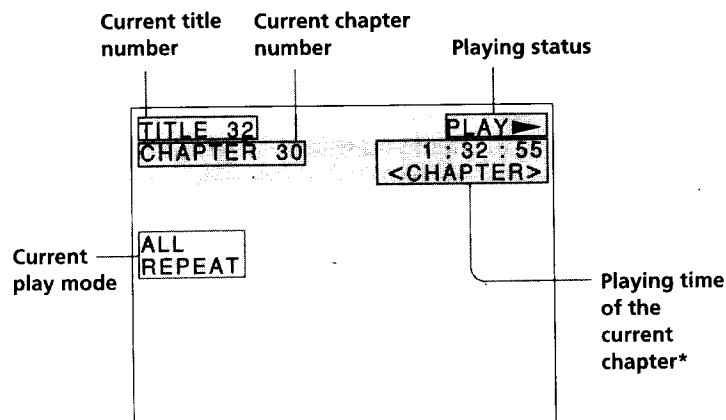 Current title
number
Current chapter
number
Playing status
TITLE 32
CHAPTER 30
PLAY►
1 : 32 : 55
<CHAPTER>
ALL
REPEAT
Current
play mode
Playing time
of the
current
chapter*